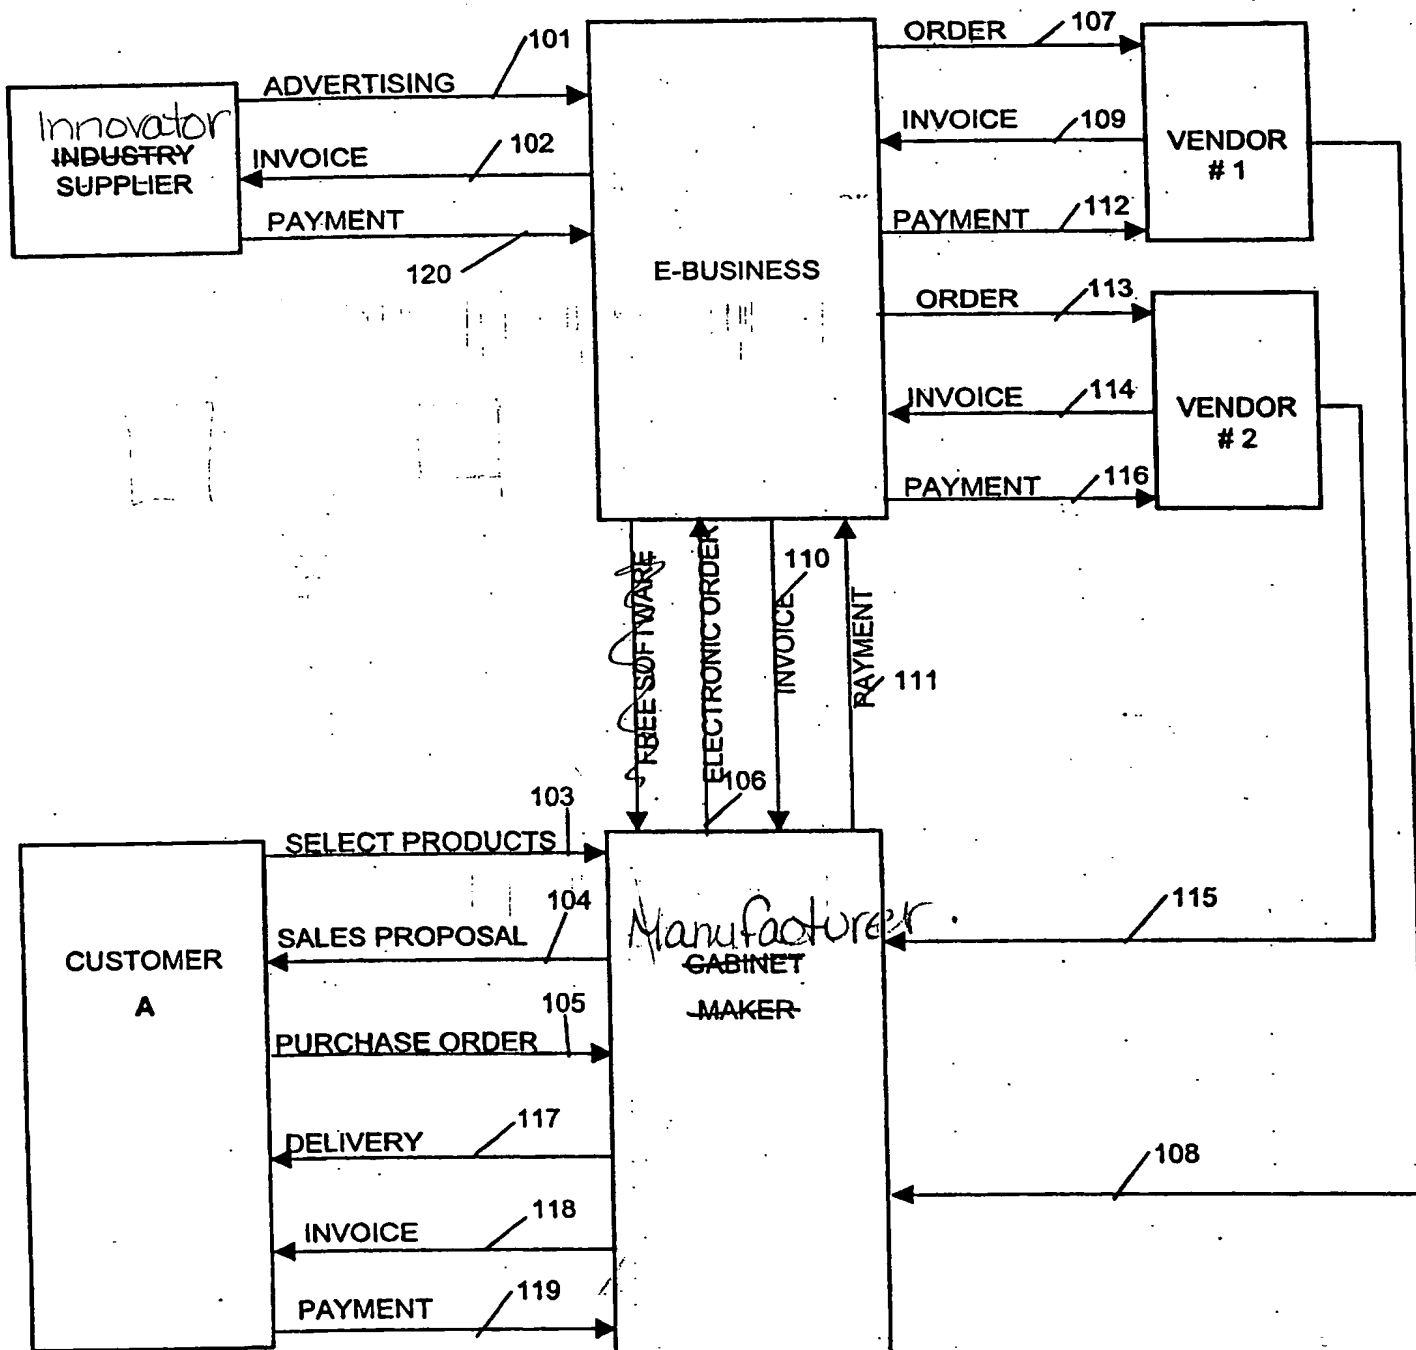 101
ADVERTISING
Innovator
INDUSTRY
SUPPLIER
INVOICE
102
PAYMENT
120
E-BUSINESS
ORDER
107
INVOICE
109
PAYMENT
112
VENDOR
# 1
ORDER
113
INVOICE
114
PAYMENT
116
VENDOR
# 2
FREE SOFTWARE
ELECTRONIC ORDER
106
INVOICE
110
PAYMENT
111
103
SELECT PRODUCTS
104
SALES PROPOSAL
105
PURCHASE ORDER
117
DELIVERY
118
INVOICE
119
PAYMENT
CUSTOMER
A
Manufacturer
CABINET
MAKER
115
108